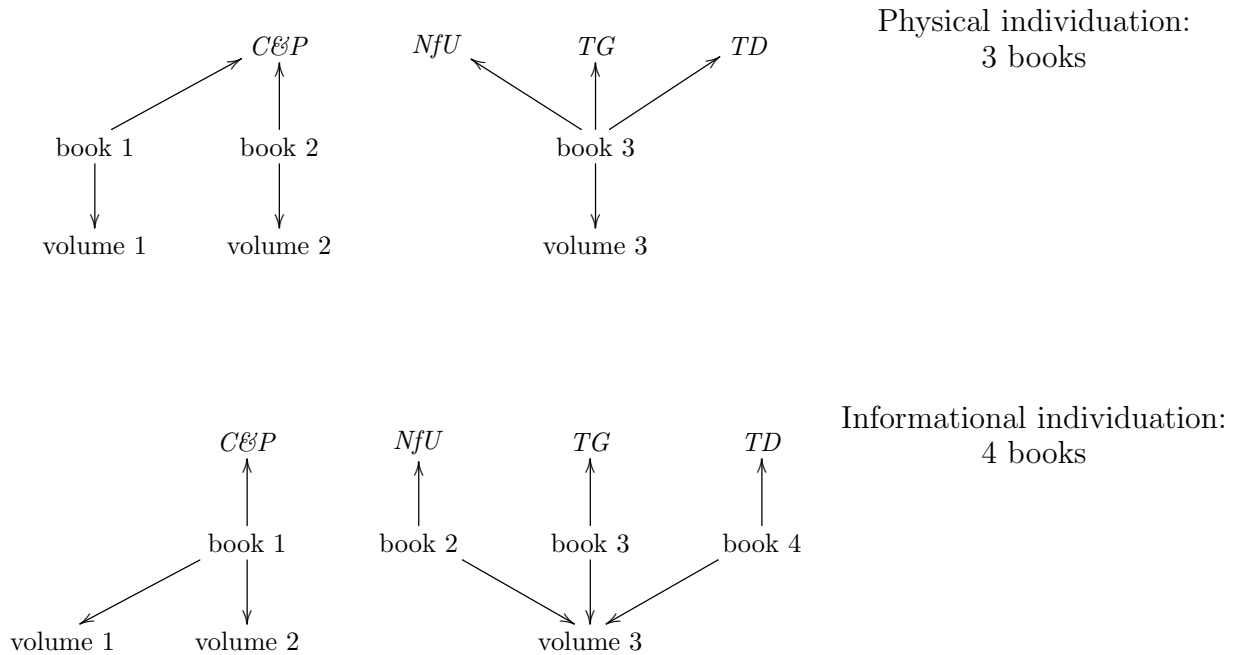 C&P NfU TG TD
Physical individuation:
3 books
book 1 book 2 book 3
volume 1 volume 2 volume 3
C&P NfU TG TD
Informational individuation:
4 books
book 1 book 2 book 3 book 4
volume 1 volume 2 volume 3